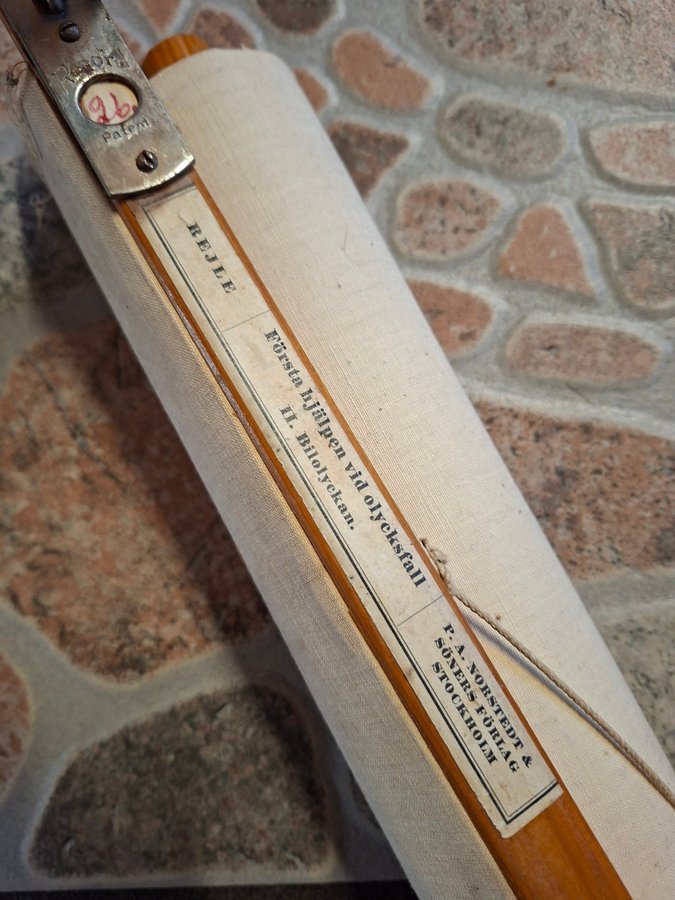 Patent
26.
REJLE
Första hjälpen vid olycksfall
II. Bilolyckan.
P. A. NORSTEDT &
SÖNERS FÖRLAG
STOCKHOLM